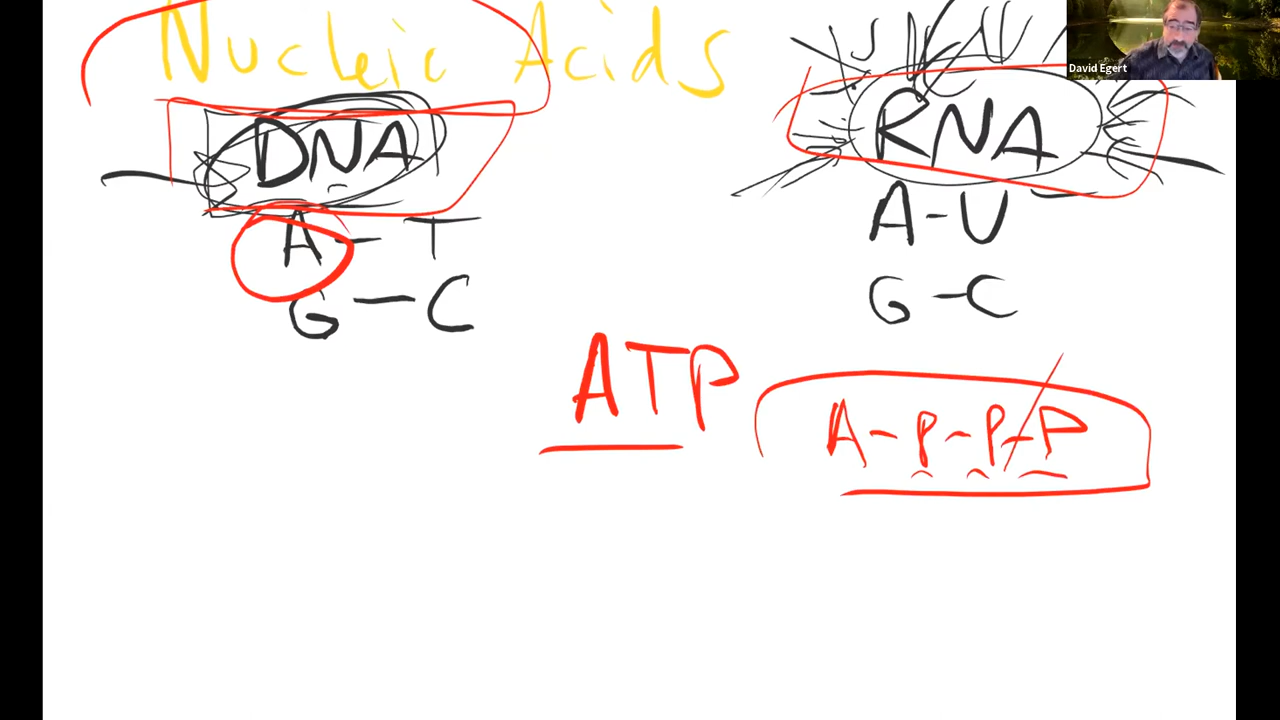 Nucleic Acids
David Egert
DNA RNA
A - T A - U
G - C G - C
ATP A - P - P - P